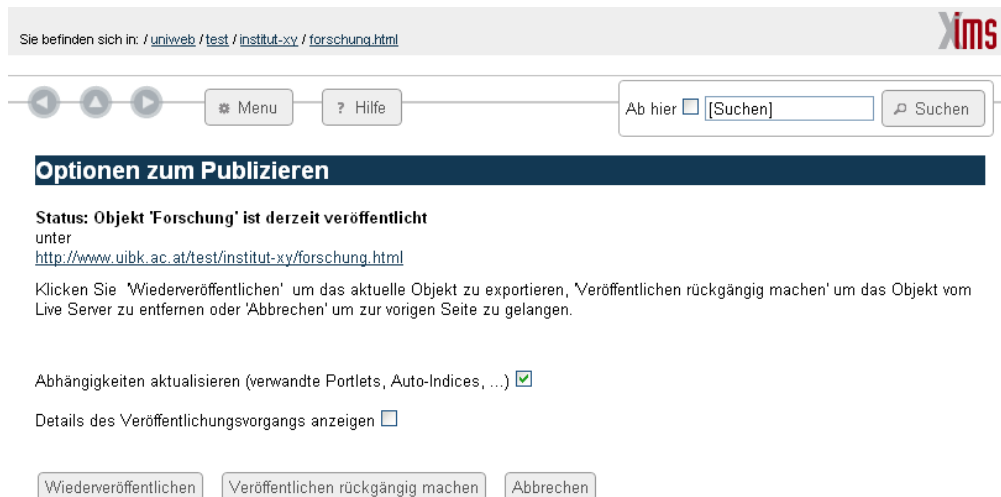 Sie befinden sich in: / uniweb / test / institut-xy / forschung.html
Xims
Menu
? Hilfe
Ab hier [Suchen] Suchen
Optionen zum Publizieren
Status: Objekt 'Forschung' ist derzeit veröffentlicht
unter
http://www.uibk.ac.at/test/institut-xy/forschung.html
Klicken Sie 'Wiederveröffentlichen' um das aktuelle Objekt zu exportieren, 'Veröffentlichen rückgängig machen' um das Objekt vom
Live Server zu entfernen oder 'Abbrechen' um zur vorigen Seite zu gelangen.
Abhängigkeiten aktualisieren (verwandte Portlets, Auto-Indices, ...)
Details des Veröffentlichungsvorgangs anzeigen
Wiederveröffentlichen Veröffentlichen rückgängig machen Abbrechen